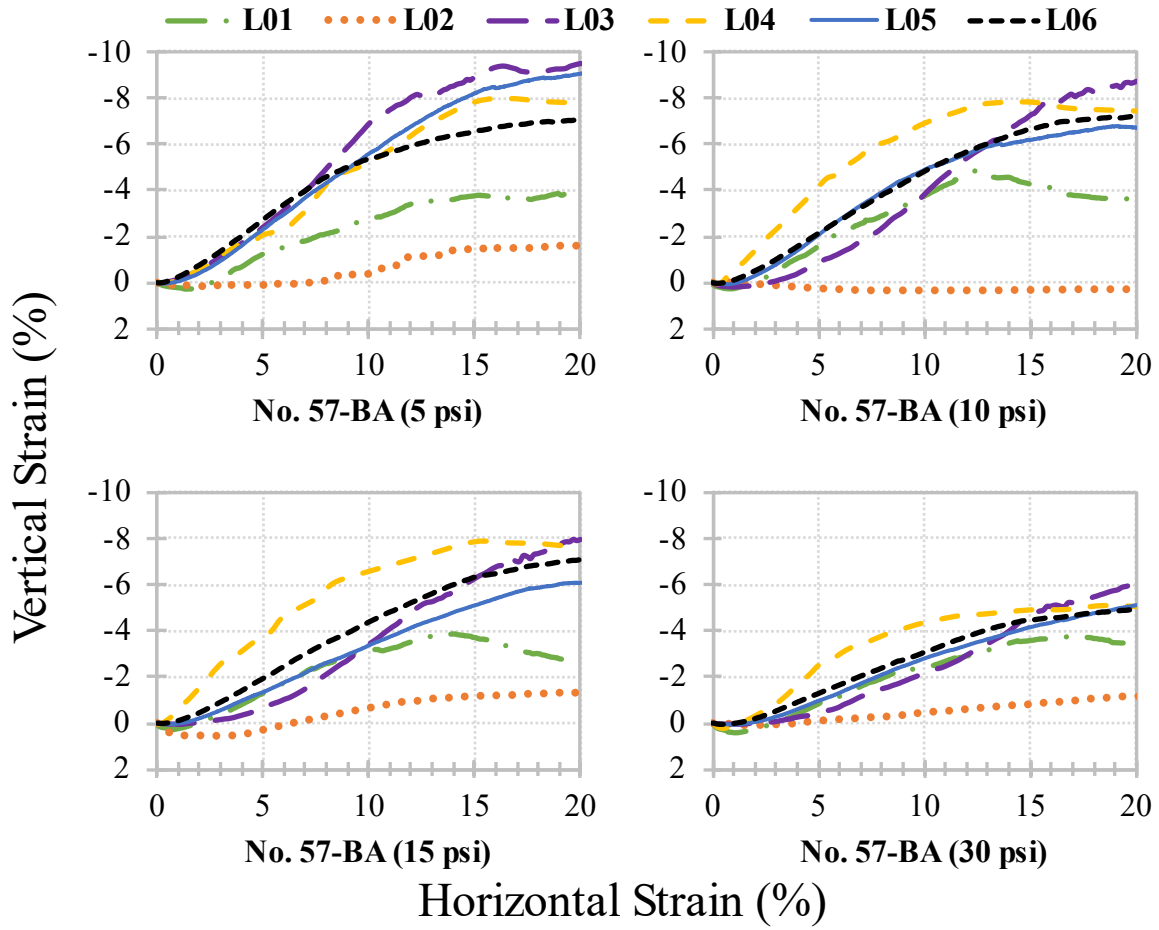 L01 L02 L03 L04 L05 L06
Vertical Strain (%)
-10
-8
-6
-4
-2
0
2
0 5 10 15 20
No. 57-BA (5 psi)
-10
-8
-6
-4
-2
0
2
0 5 10 15 20
No. 57-BA (10 psi)
-10
-8
-6
-4
-2
0
2
0 5 10 15 20
No. 57-BA (15 psi)
-10
-8
-6
-4
-2
0
2
0 5 10 15 20
No. 57-BA (30 psi)
Horizontal Strain (%)